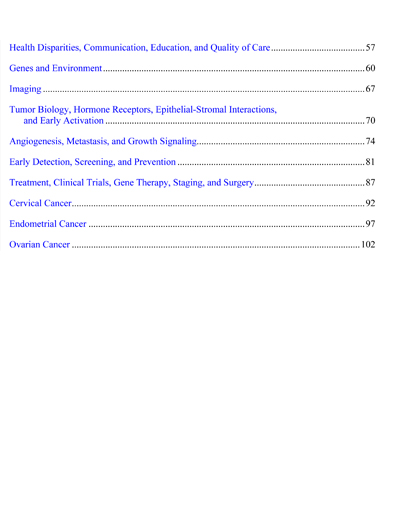 Health Disparities, Communication, Education, and Quality of Care.......................................57
Genes and Environment.............................................................................................................60
Imaging ......................................................................................................................................67
Tumor Biology, Hormone Receptors, Epithelial-Stromal Interactions,
and Early Activation ............................................................................................................70
Angiogenesis, Metastasis, and Growth Signaling......................................................................74
Early Detection, Screening, and Prevention ..............................................................................81
Treatment, Clinical Trials, Gene Therapy, Staging, and Surgery..............................................87
Cervical Cancer..........................................................................................................................92
Endometrial Cancer ...................................................................................................................97
Ovarian Cancer ........................................................................................................................102